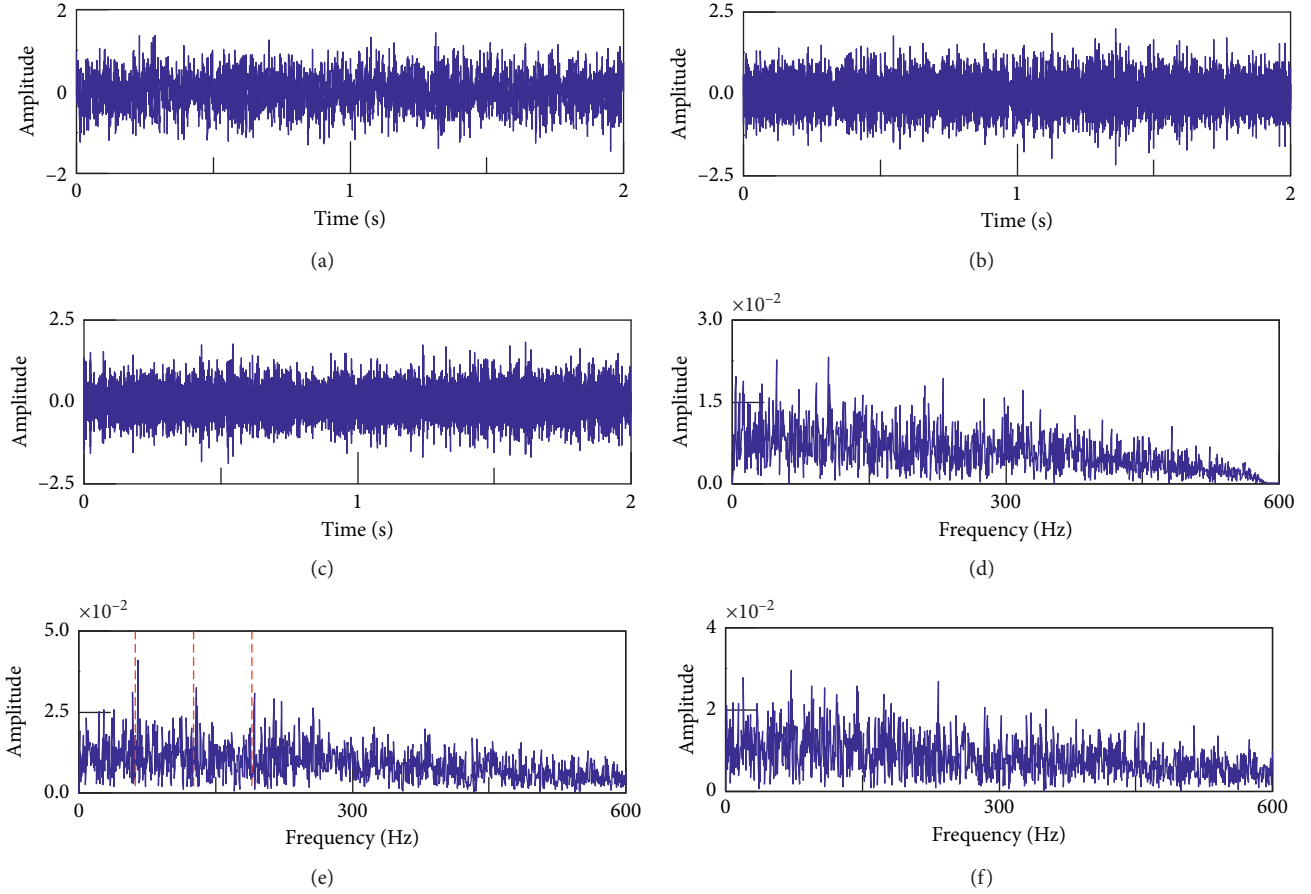 2
2.5
Amplitude
0
Amplitude
0.0
–2
–2.5
0
1
2
0
1
2
Time (s)
Time (s)
(a)
(b)
×10–2
2.5
3.0
Amplitude
0.0
Amplitude
1.5
–2.5
0.0
0
1
2
0
300
600
Time (s)
Frequency (Hz)
(c)
(d)
×10–2
×10–2
5.0
4
Amplitude
2.5
Amplitude
2
0.0
0
0
300
600
0
300
600
Frequency (Hz)
Frequency (Hz)
(e)
(f)